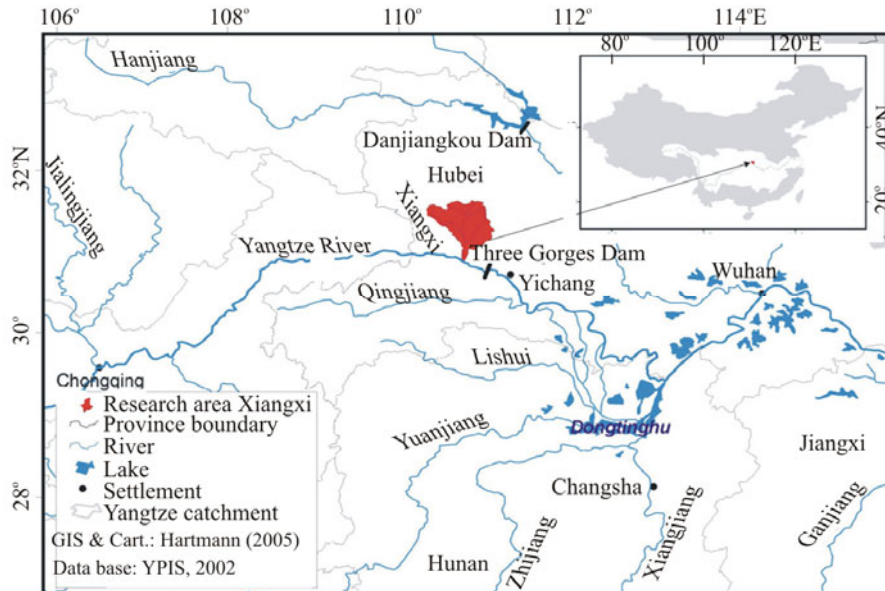 106° 108° 110° 112° 114°E
80° 100° 120°E
Hanjiang
40°N
Danjiangkou Dam
32°N
Hubei
Jialingjiang
Xiangxi
20°
Yangtze River
Three Gorges Dam
Wuhan
Yichang
Qingjiang
30°
Lishui
Chongqing
Research area Xiangxi
Province boundary
River
Lake
Settlement
Yangtze catchment
GIS & Cart.: Hartmann (2005)
Data base: YPIS, 2002
Yuanjiang
Dongtinghu
Jiangxi
28°
Changsha
Xiangjiang
Ganjiang
Hunan
Zhijiang